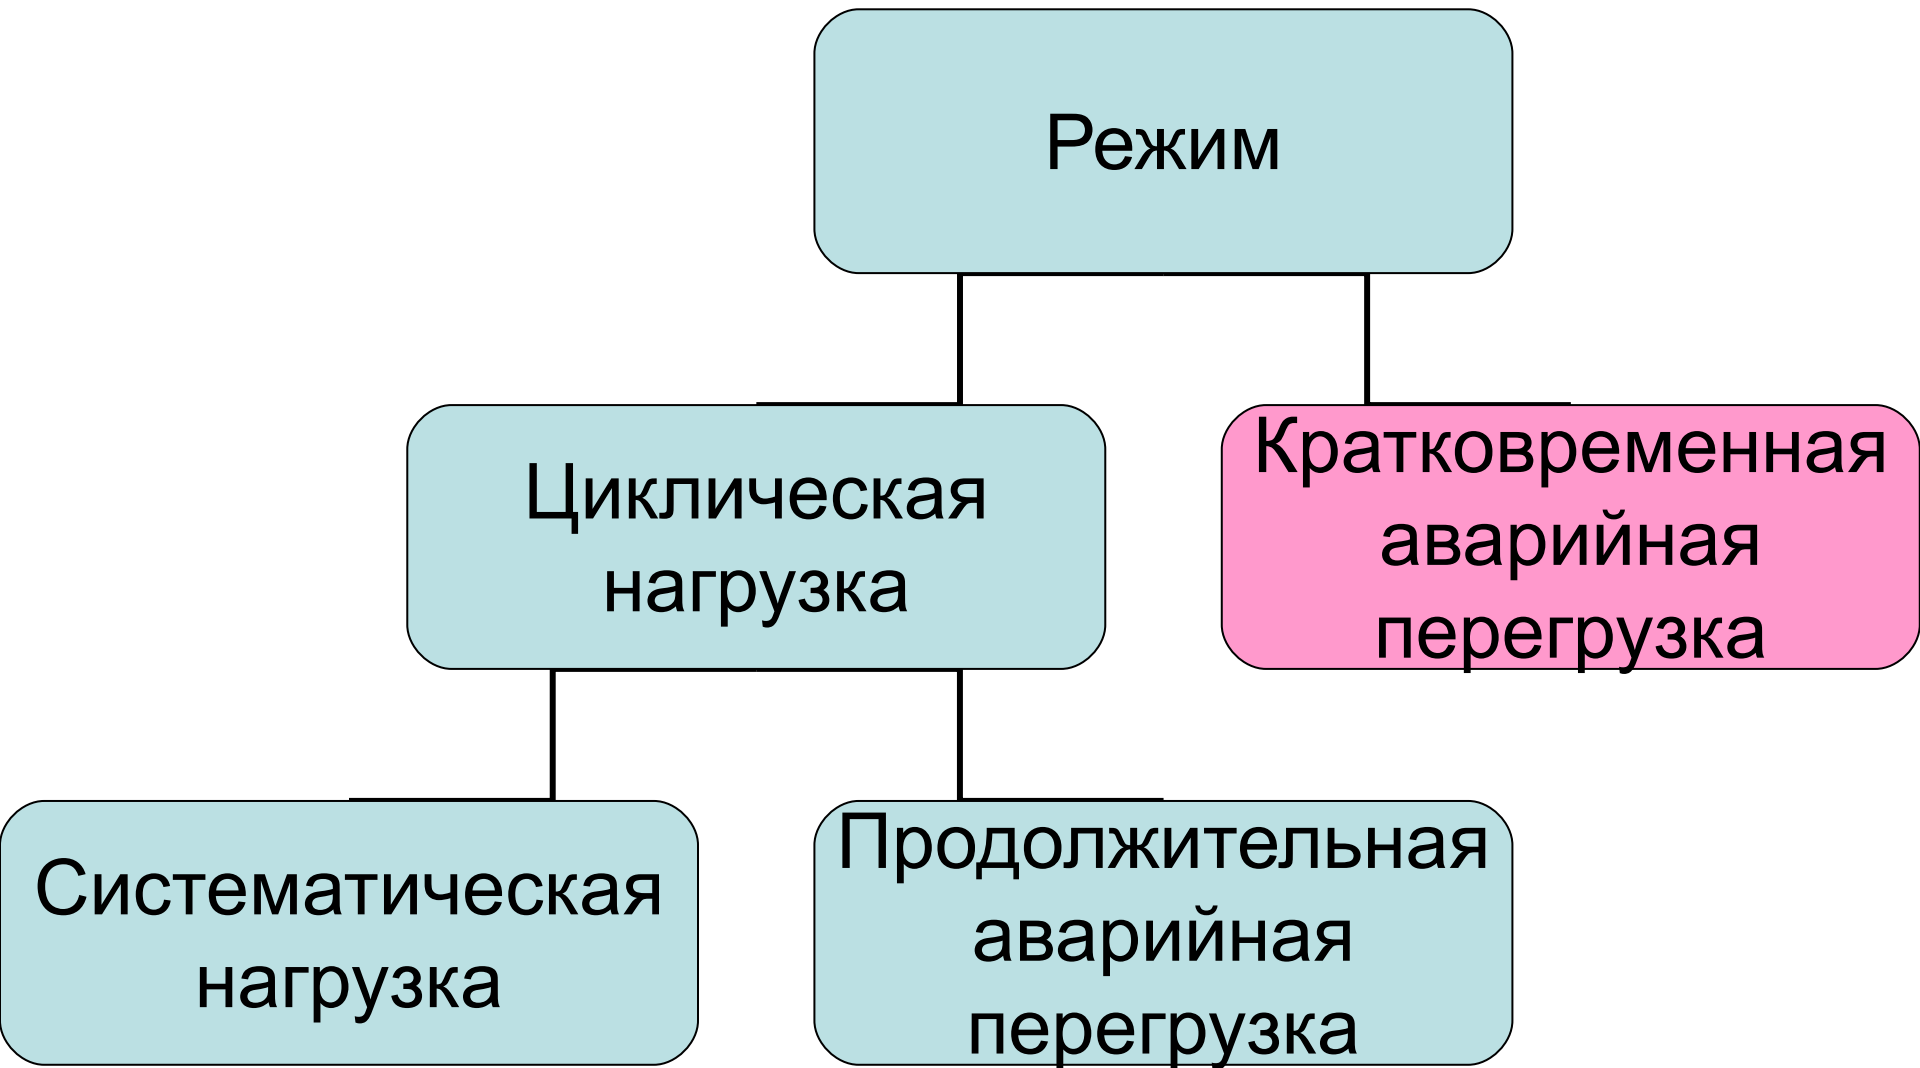 Режим
Циклическая
нагрузка
Кратковременная
аварийная
перегрузка
Систематическая
нагрузка
Продолжительная
аварийная
перегрузка